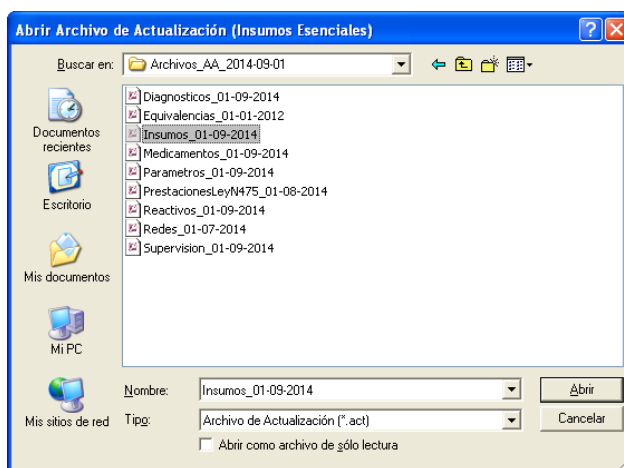 Abrir Archivo de Actualización (Insumos Esenciales)
Buscar en: Archivos_AA_2014-09-01
Documentos
recientes
Escritorio
Mis documentos
Mi PC
Mis sitios de red
Diagnosticos_01-09-2014
Equivalencias_01-01-2012
Insumos_01-09-2014
Medicamentos_01-09-2014
Parametros_01-09-2014
PrestacionesLeyN475_01-08-2014
Reactivos_01-09-2014
Redes_01-07-2014
Supervision_01-09-2014
Nombre: Insumos_01-09-2014 Abrir
Tipo: Archivo de Actualización (*.act) Cancelar
Abrir como archivo de sólo lectura